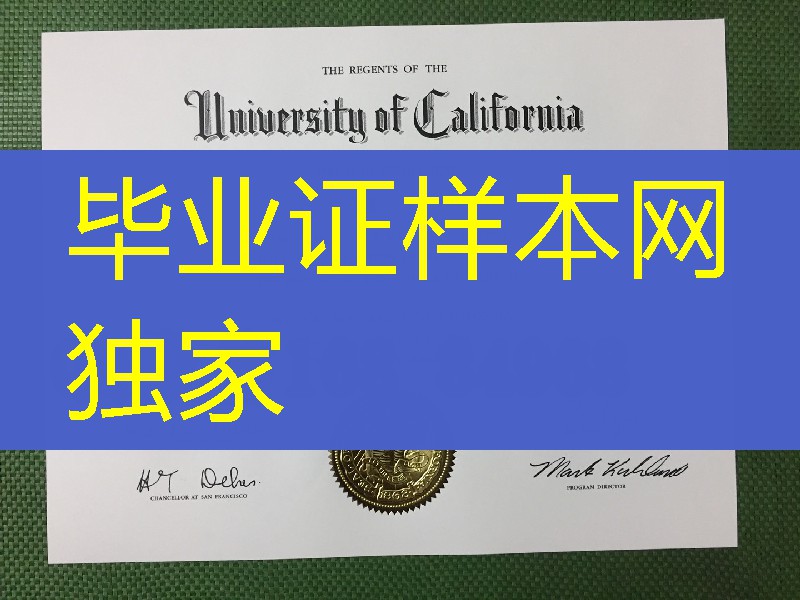 THE REGENTS OF THE
University of California
毕业证样本网
独家
1868
CHANCELLOR AT SAN FRANCISCO
PROGRAM DIRECTOR